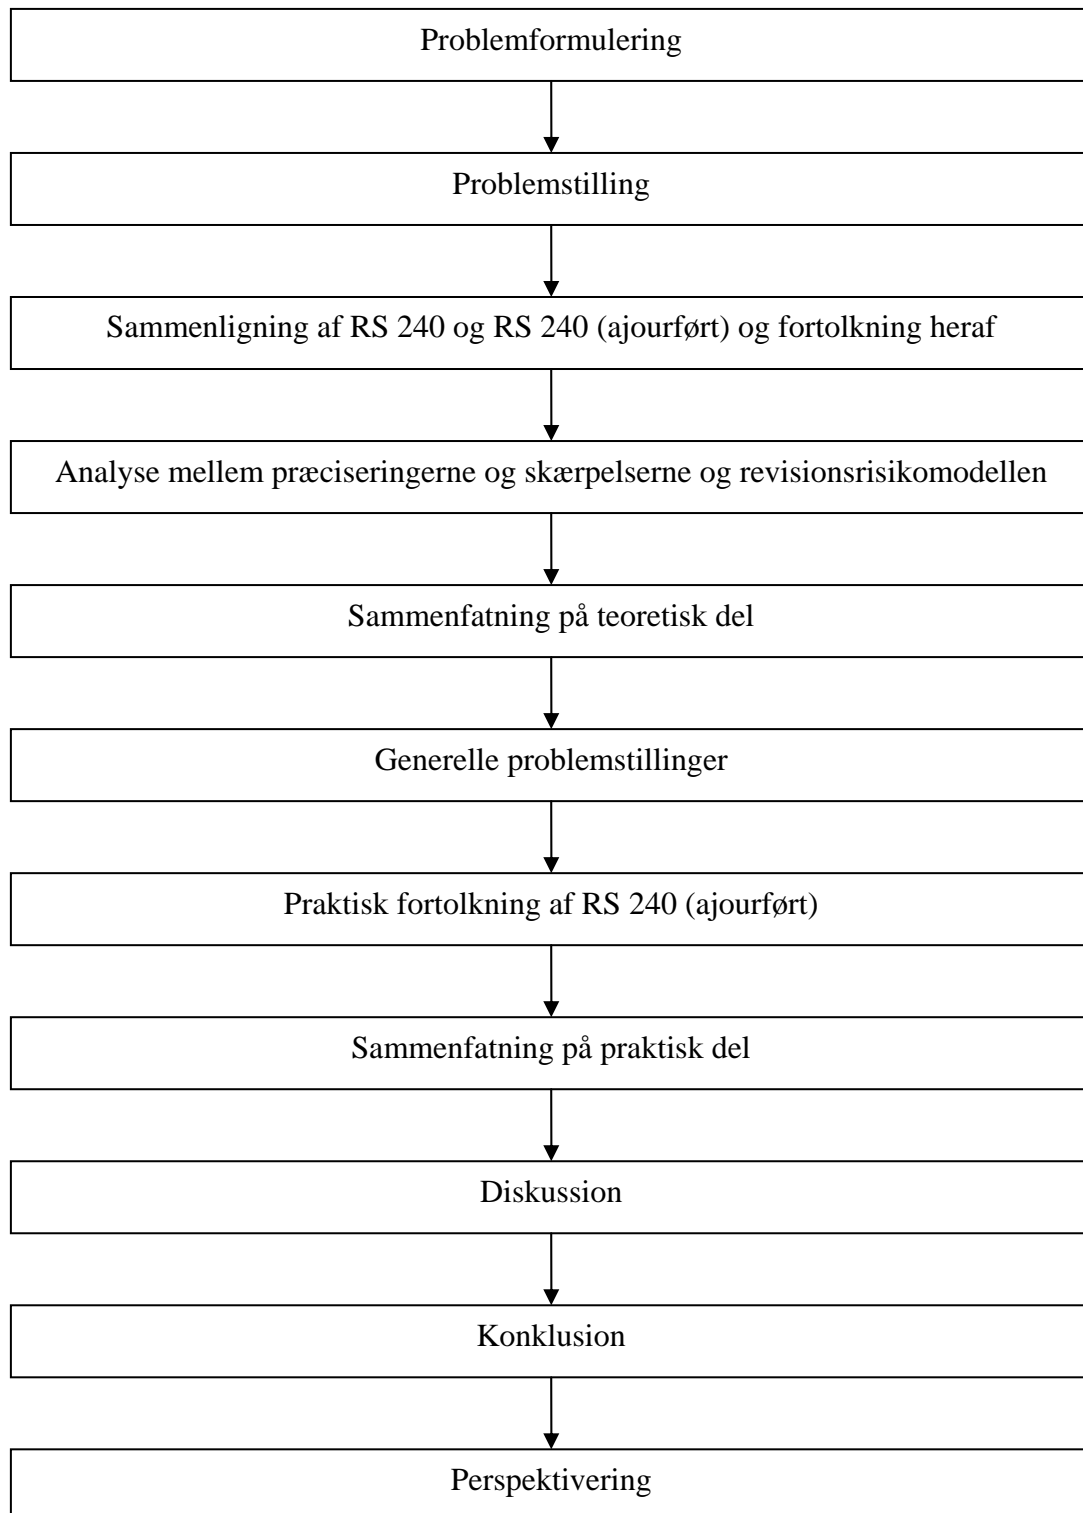 Problemformulering
Problemstilling
Sammenligning af RS 240 og RS 240 (ajourført) og fortolkning heraf
Analyse mellem præciseringerne og skærpelserne og revisionsrisikomodellen
Sammenfatning på teoretisk del
Generelle problemstillinger
Praktisk fortolkning af RS 240 (ajourført)
Sammenfatning på praktisk del
Diskussion
Konklusion
Perspektivering